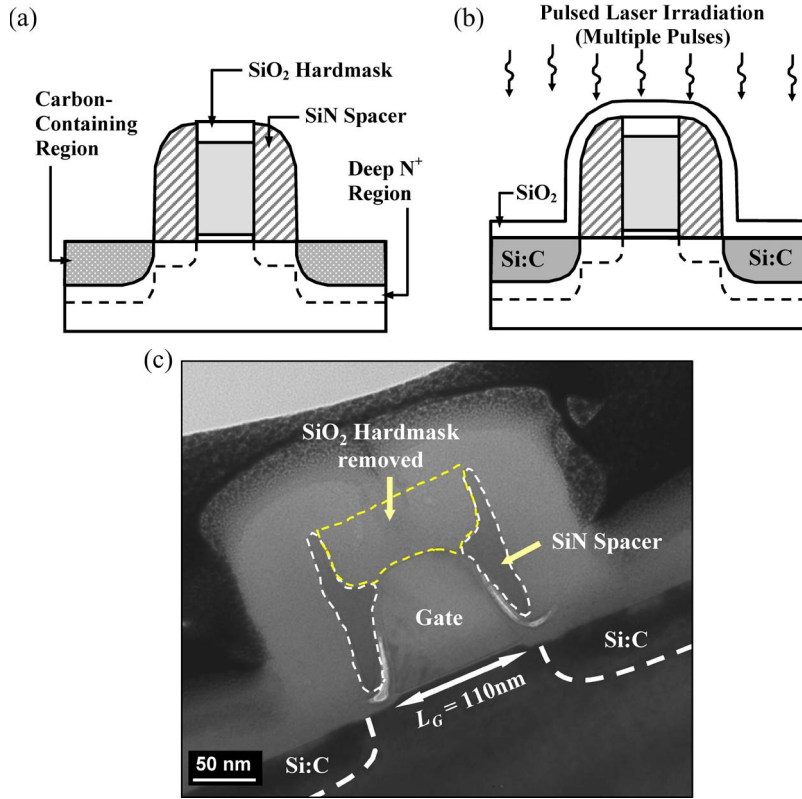 (a)
SiO₂ Hardmask
Carbon-
Containing
Region
SiN Spacer
Deep N⁺
Region
(b)
Pulsed Laser Irradiation
(Multiple Pulses)
SiO₂
Si:C
Si:C
(c)
SiO₂ Hardmask
removed
SiN Spacer
Gate
Si:C
L_G = 110nm
Si:C
50 nm